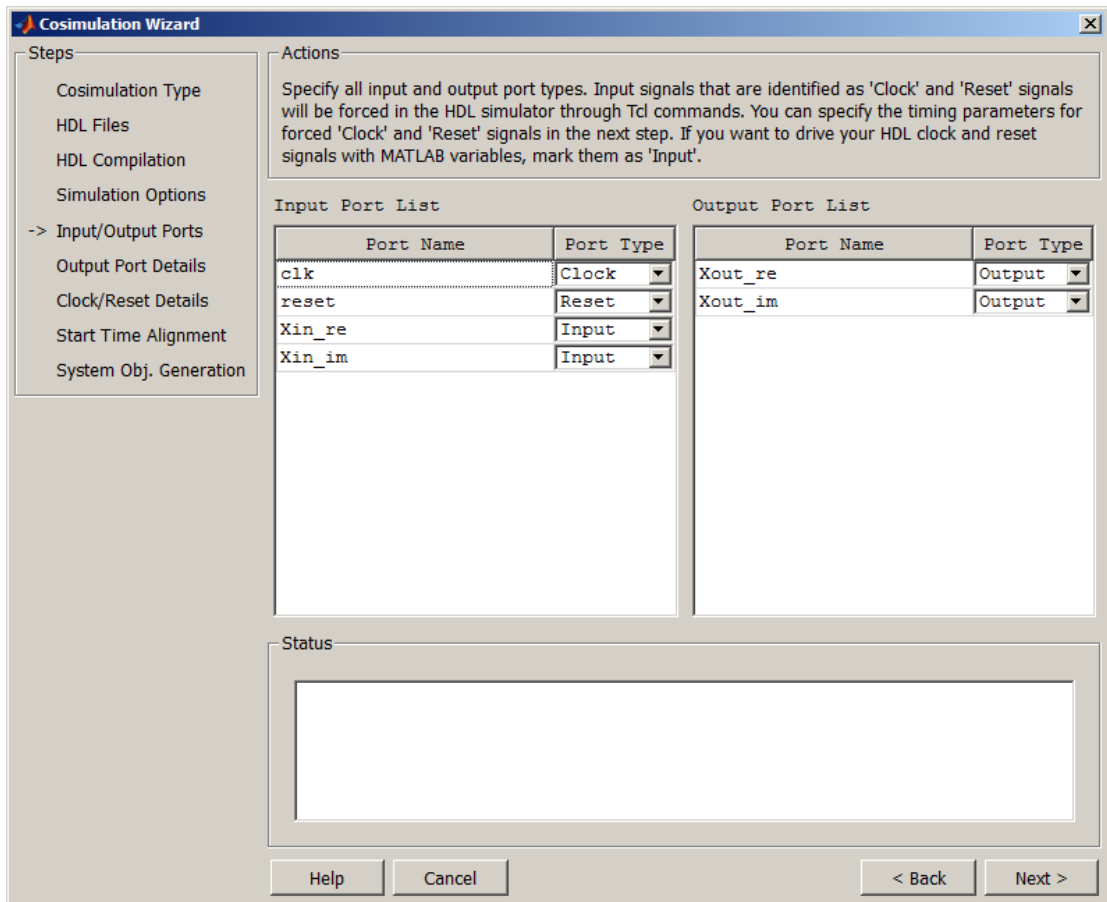 Cosimulation Wizard
Steps
Cosimulation Type
HDL Files
HDL Compilation
Simulation Options
-> Input/Output Ports
Output Port Details
Clock/Reset Details
Start Time Alignment
System Obj. Generation
Actions
Specify all input and output port types. Input signals that are identified as 'Clock' and 'Reset' signals
will be forced in the HDL simulator through Tcl commands. You can specify the timing parameters for
forced 'Clock' and 'Reset' signals in the next step. If you want to drive your HDL clock and reset
signals with MATLAB variables, mark them as 'Input'.
Input Port List
Port Name Port Type
clk Clock
reset Reset
Xin_re Input
Xin_im Input
Output Port List
Port Name Port Type
Xout_re Output
Xout_im Output
Status
Help Cancel < Back Next >